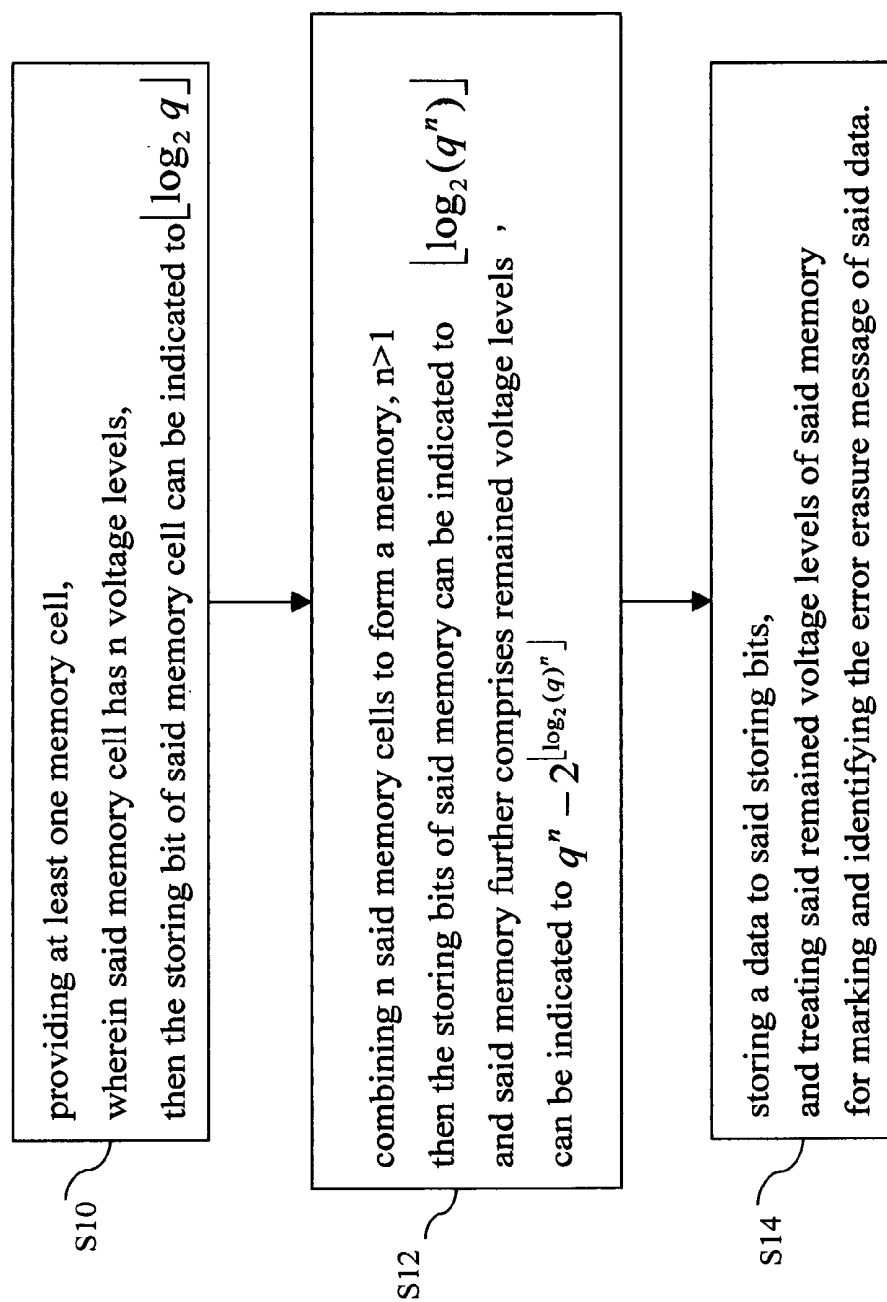 S10
providing at least one memory cell,
wherein said memory cell has n voltage levels,
then the storing bit of said memory cell can be indicated to ⌊log₂ q⌋
S12
combining n said memory cells to form a memory, n>1
then the storing bits of said memory can be indicated to ⌊log₂(qⁿ)⌋
and said memory further comprises remained voltage levels ,
can be indicated to qⁿ − 2^⌊log₂(q)ⁿ⌋
S14
storing a data to said storing bits,
and treating said remained voltage levels of said memory
for marking and identifying the error erasure message of said data.